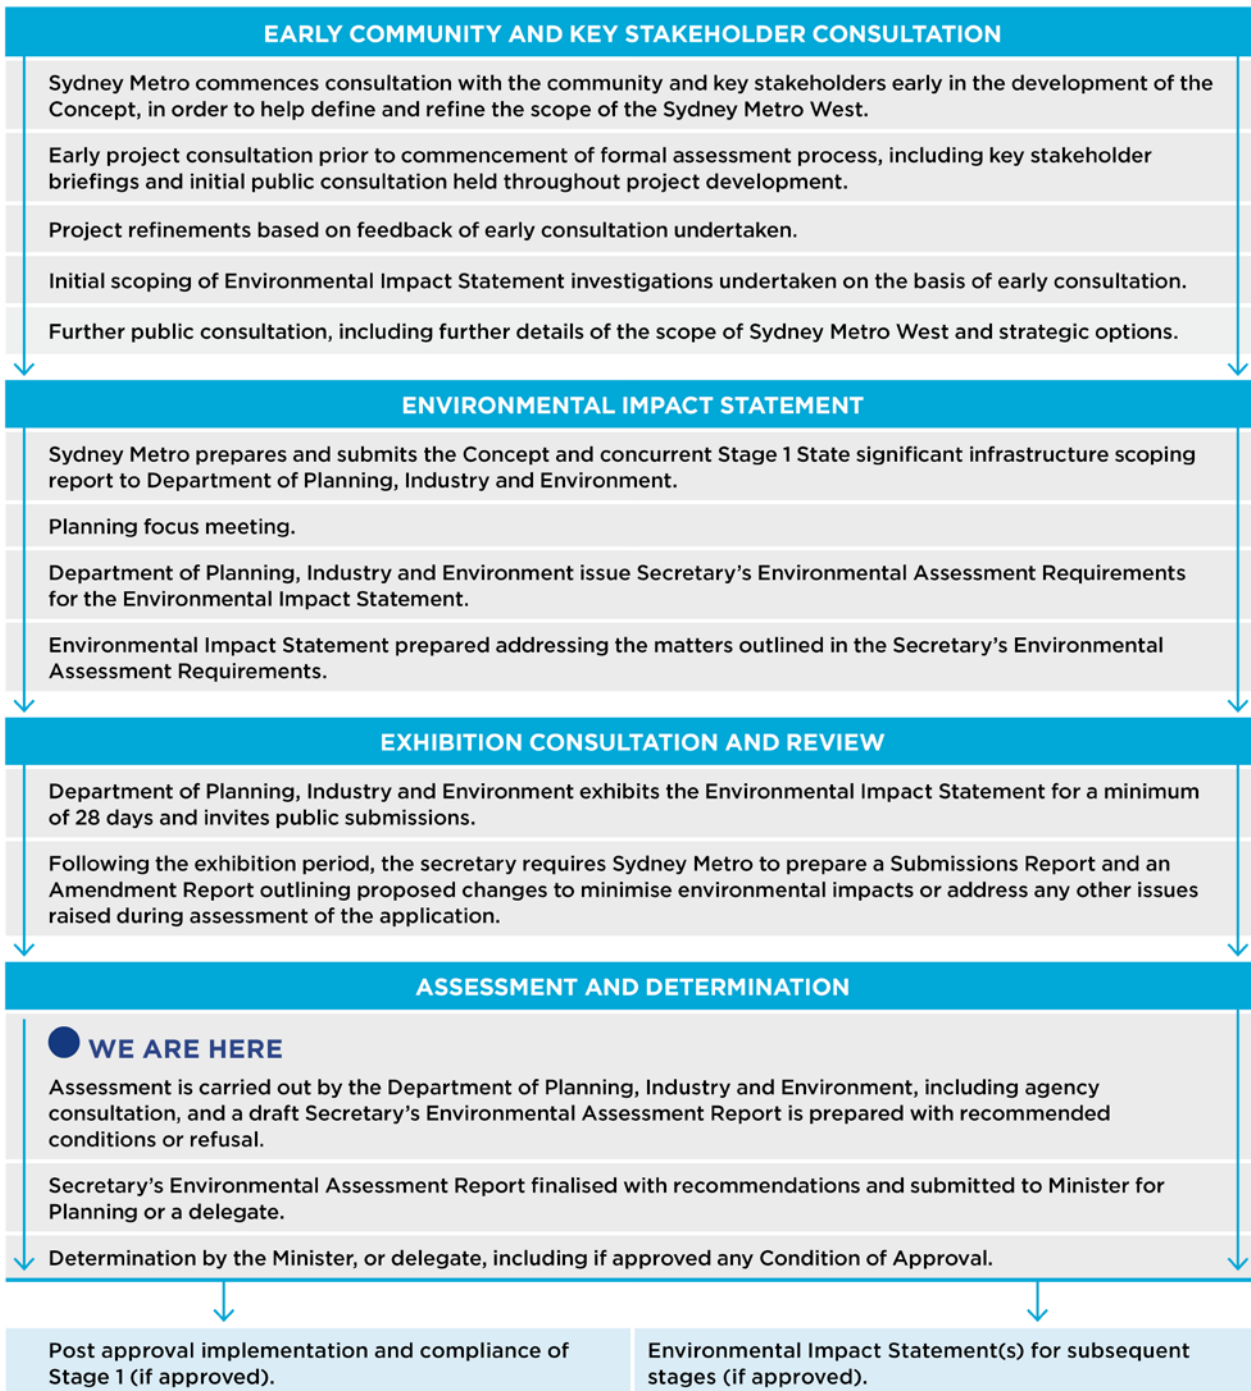 EARLY COMMUNITY AND KEY STAKEHOLDER CONSULTATION
Sydney Metro commences consultation with the community and key stakeholders early in the development of the
Concept, in order to help define and refine the scope of the Sydney Metro West.
Early project consultation prior to commencement of formal assessment process, including key stakeholder
briefings and initial public consultation held throughout project development.
Project refinements based on feedback of early consultation undertaken.
Initial scoping of Environmental Impact Statement investigations undertaken on the basis of early consultation.
Further public consultation, including further details of the scope of Sydney Metro West and strategic options.
ENVIRONMENTAL IMPACT STATEMENT
Sydney Metro prepares and submits the Concept and concurrent Stage 1 State significant infrastructure scoping
report to Department of Planning, Industry and Environment.
Planning focus meeting.
Department of Planning, Industry and Environment issue Secretary's Environmental Assessment Requirements
for the Environmental Impact Statement.
Environmental Impact Statement prepared addressing the matters outlined in the Secretary's Environmental
Assessment Requirements.
EXHIBITION CONSULTATION AND REVIEW
Department of Planning, Industry and Environment exhibits the Environmental Impact Statement for a minimum
of 28 days and invites public submissions.
Following the exhibition period, the secretary requires Sydney Metro to prepare a Submissions Report and an
Amendment Report outlining proposed changes to minimise environmental impacts or address any other issues
raised during assessment of the application.
ASSESSMENT AND DETERMINATION
WE ARE HERE
Assessment is carried out by the Department of Planning, Industry and Environment, including agency
consultation, and a draft Secretary's Environmental Assessment Report is prepared with recommended
conditions or refusal.
Secretary's Environmental Assessment Report finalised with recommendations and submitted to Minister for
Planning or a delegate.
Determination by the Minister, or delegate, including if approved any Condition of Approval.
Post approval implementation and compliance of
Stage 1 (if approved).
Environmental Impact Statement(s) for subsequent
stages (if approved).